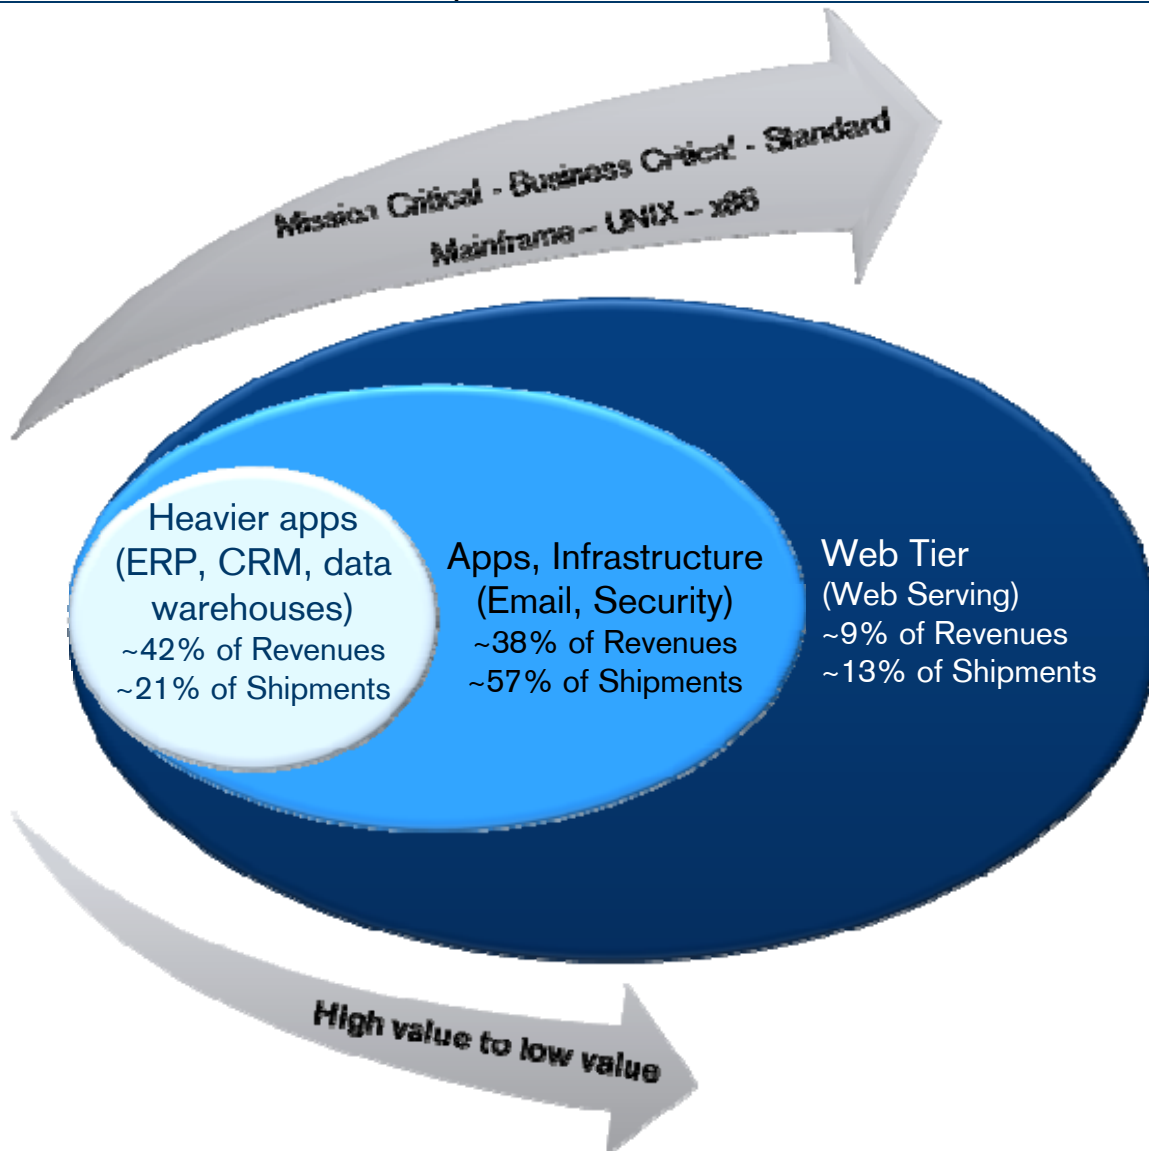 Mission Critical - Business Critical - Standard
Mainframe – UNIX – x86
Heavier apps
(ERP, CRM, data
warehouses)
~42% of Revenues
~21% of Shipments
Apps, Infrastructure
(Email, Security)
~38% of Revenues
~57% of Shipments
Web Tier
(Web Serving)
~9% of Revenues
~13% of Shipments
High value to low value